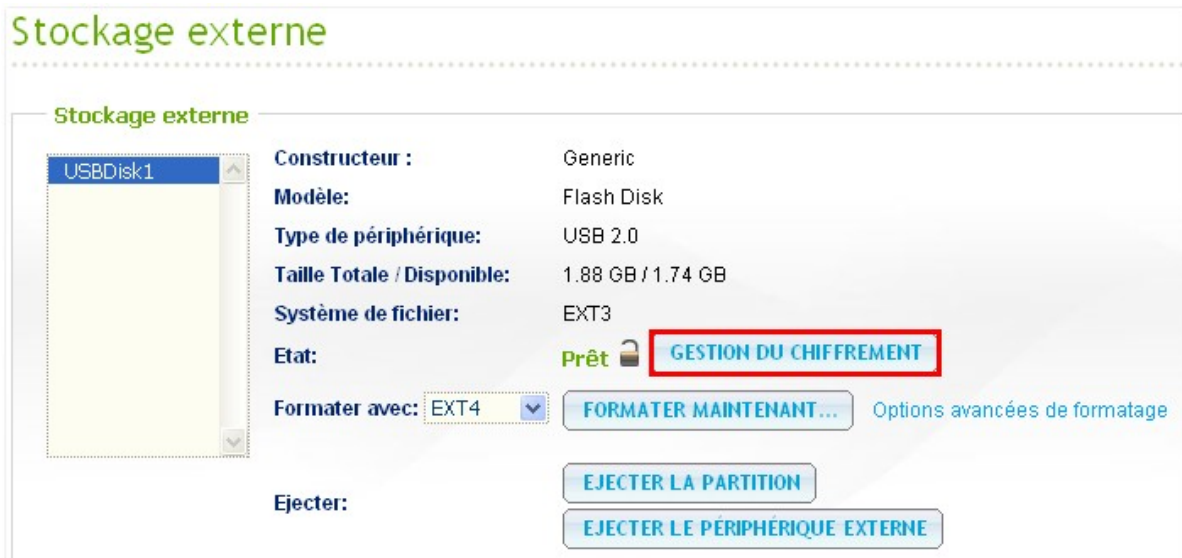 Stockage externe
Stockage externe
USBDisk1
Constructeur : Generic
Modèle: Flash Disk
Type de périphérique: USB 2.0
Taille Totale / Disponible: 1.88 GB / 1.74 GB
Système de fichier: EXT3
Etat: Prêt GESTION DU CHIFFREMENT
Formater avec: EXT4 FORMATER MAINTENANT... Options avancées de formatage
Ejecter: EJECTER LA PARTITION
EJECTER LE PÉRIPHÉRIQUE EXTERNE